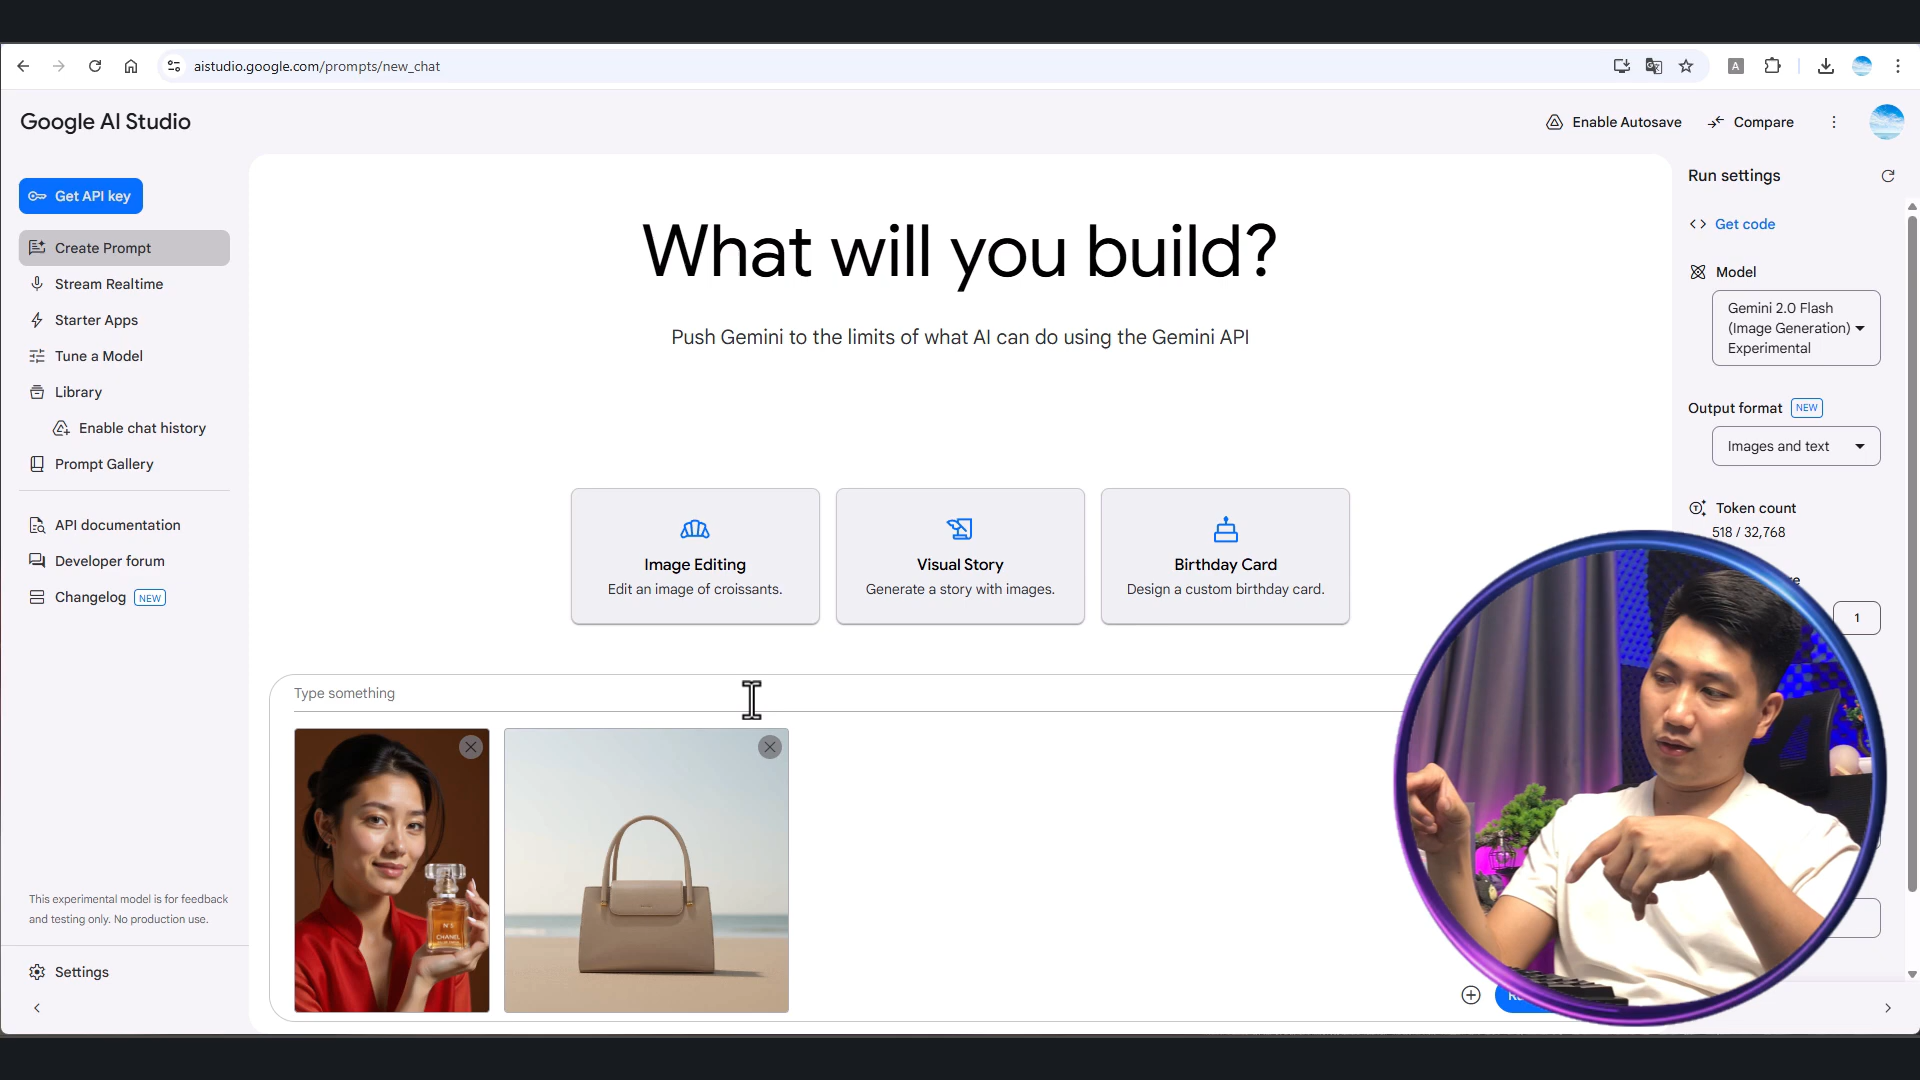 aistudio.google.com/prompts/new_chat
A
Google AI Studio
Enable Autosave
Compare
Get API key
Create Prompt
Stream Realtime
Starter Apps
Tune a Model
Library
Enable chat history
Prompt Gallery
API documentation
Developer forum
Changelog NEW
This experimental model is for feedback
and testing only. No production use.
Settings
What will you build?
Push Gemini to the limits of what AI can do using the Gemini API
Image Editing
Edit an image of croissants.
Visual Story
Generate a story with images.
Birthday Card
Design a custom birthday card.
Type something
N°5
CHANEL
Run settings
Get code
Model
Gemini 2.0 Flash
(Image Generation)
Experimental
Output format NEW
Images and text
Token count
518 / 32,768
1